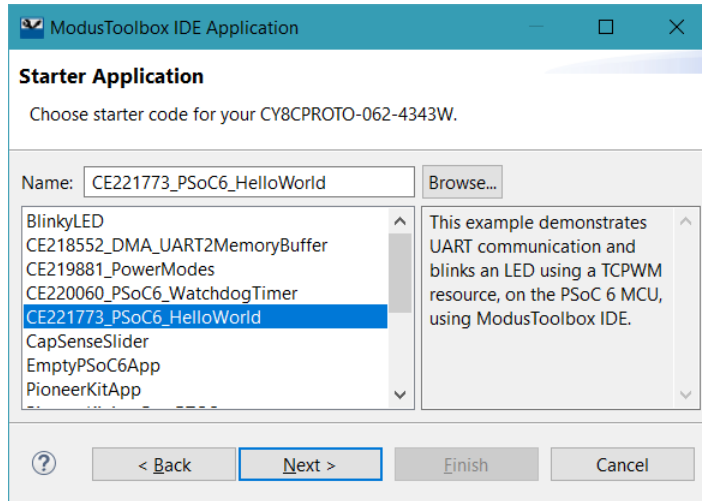 ModusToolbox IDE Application
Starter Application
Choose starter code for your CY8CPROTO-062-4343W.
Name: CE221773_PSoC6_HelloWorld Browse...
BlinkyLED
CE218552_DMA_UART2MemoryBuffer
CE219881_PowerModes
CE220060_PSoC6_WatchdogTimer
CE221773_PSoC6_HelloWorld
CapSenseSlider
EmptyPSoC6App
PioneerKitApp
This example demonstrates
UART communication and
blinks an LED using a TCPWM
resource, on the PSoC 6 MCU,
using ModusToolbox IDE.
? < Back Next > Finish Cancel